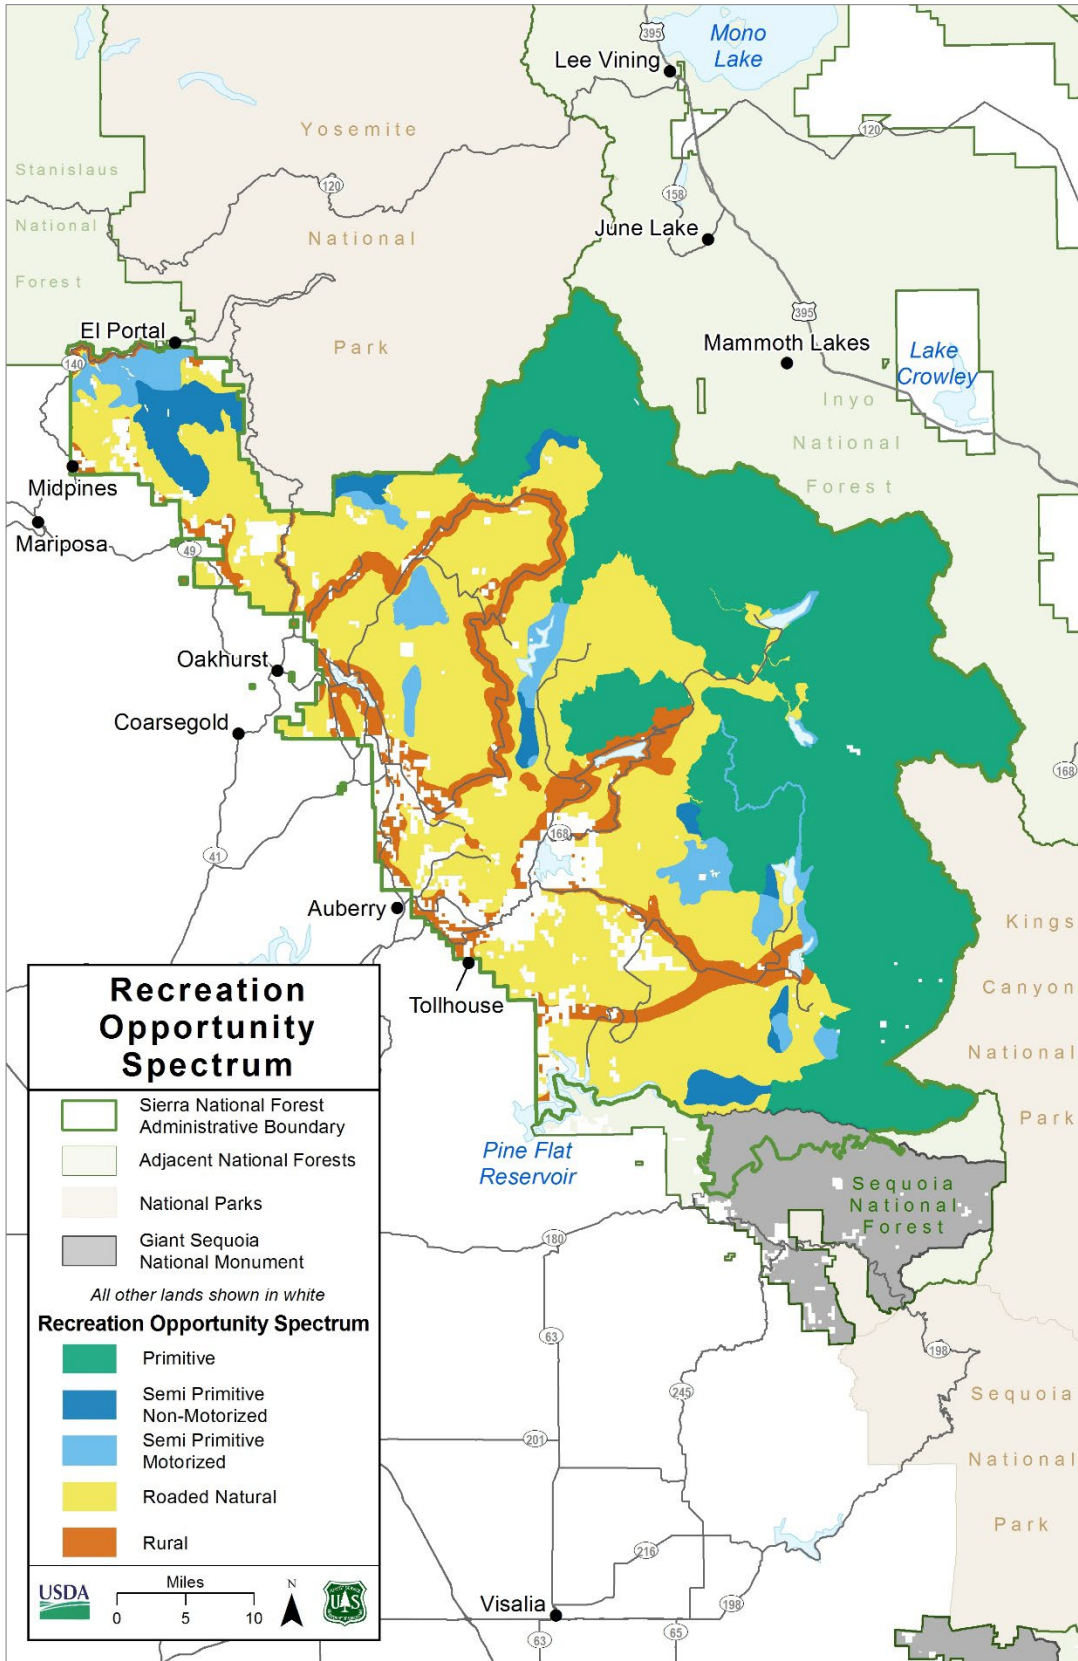 395
Mono
Lake
Lee Vining
120
Yosemite
Stanislaus
120
158
National
June Lake
National
Forest
395
El Portal
Park
Mammoth Lakes
140
Lake
Crowley
Inyo
National
Midpines
Forest
Mariposa
49
Oakhurst
Coarsegold
168
168
41
Auberry
Kings
Tollhouse
Canyon
National
Park
Pine Flat
Reservoir
Sequoia
National
Forest
180
63
198
245
Sequoia
201
National
Park
216
Visalia
198
63
65
Recreation
Opportunity
Spectrum
Sierra National Forest
Administrative Boundary
Adjacent National Forests
National Parks
Giant Sequoia
National Monument
All other lands shown in white
Recreation Opportunity Spectrum
Primitive
Semi Primitive
Non-Motorized
Semi Primitive
Motorized
Roaded Natural
Rural
USDA
Miles
0 5 10
N
U S